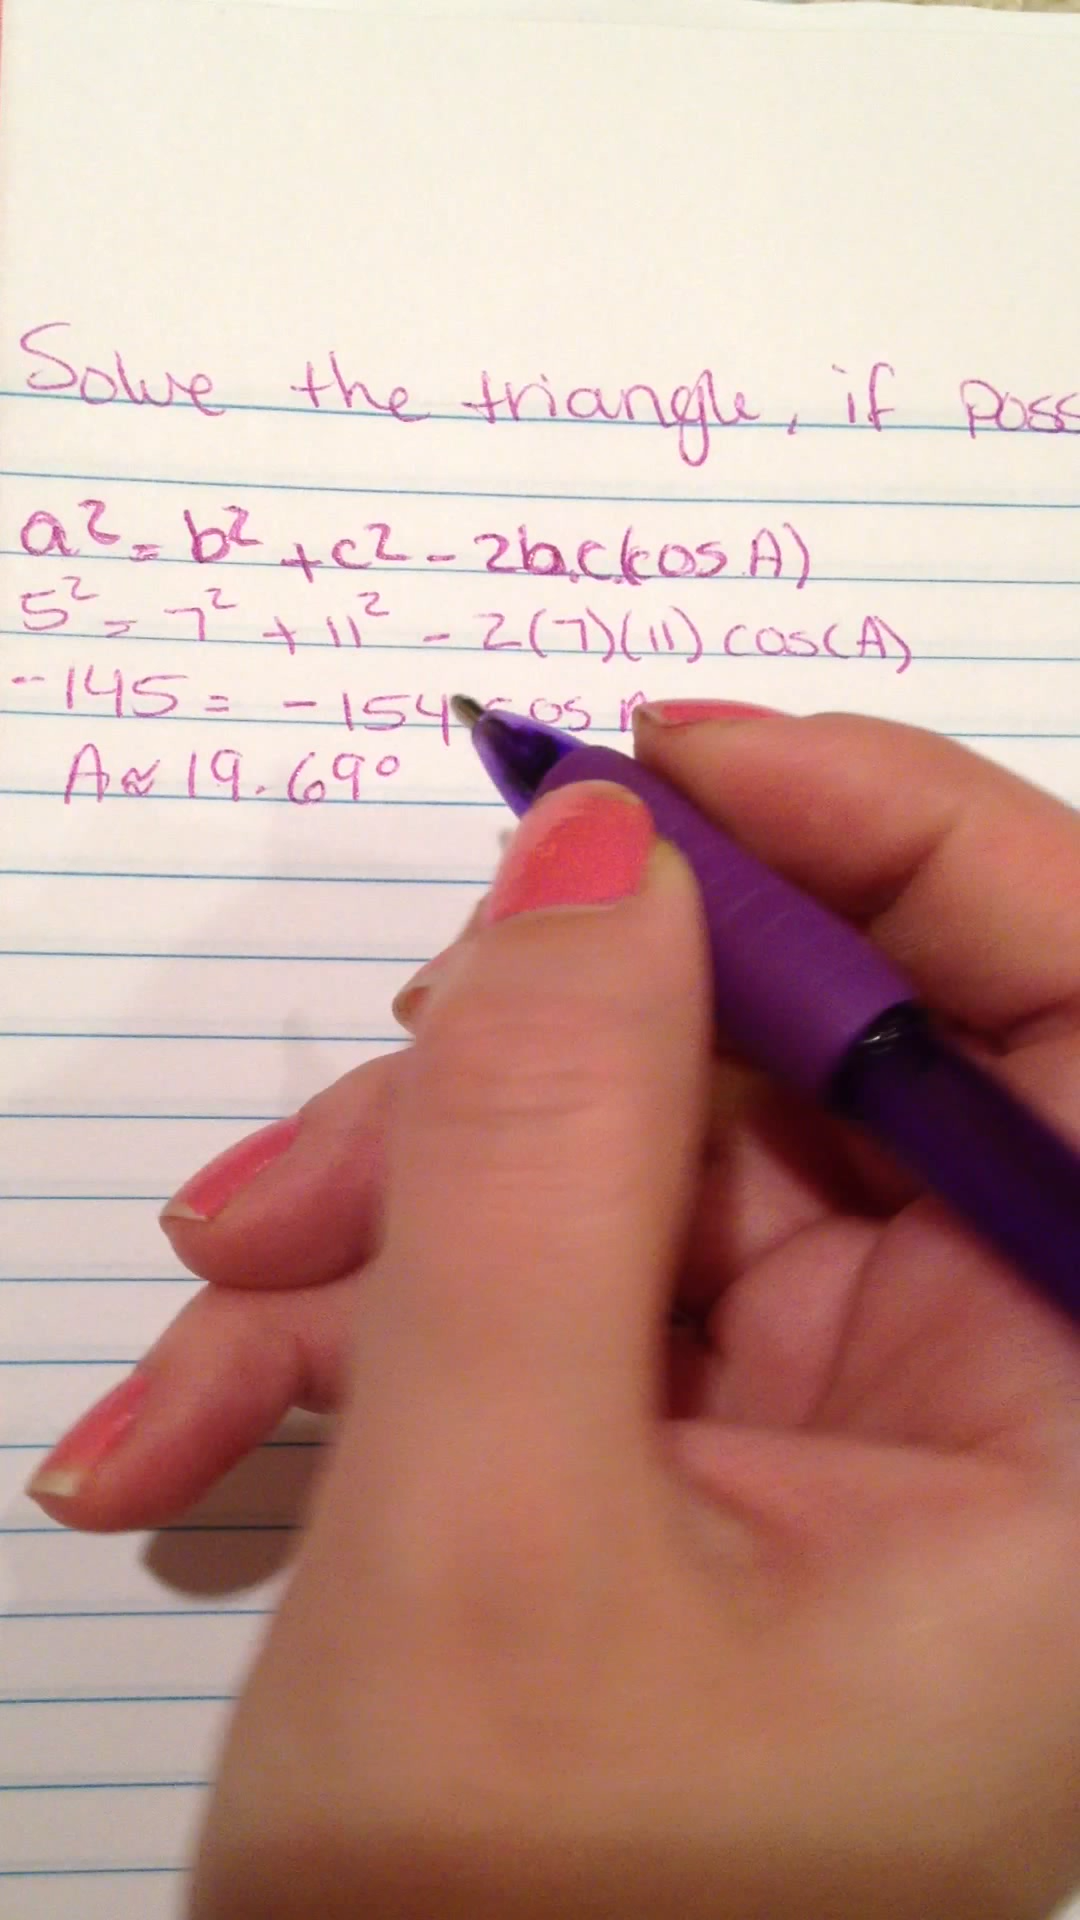 Solve the triangle, if poss
a² = b² + c² - 2bc(cos A)
5² = 7² + 11² - 2(7)(11) cos(A)
-145 = -154 cos
A ≈ 19.69°